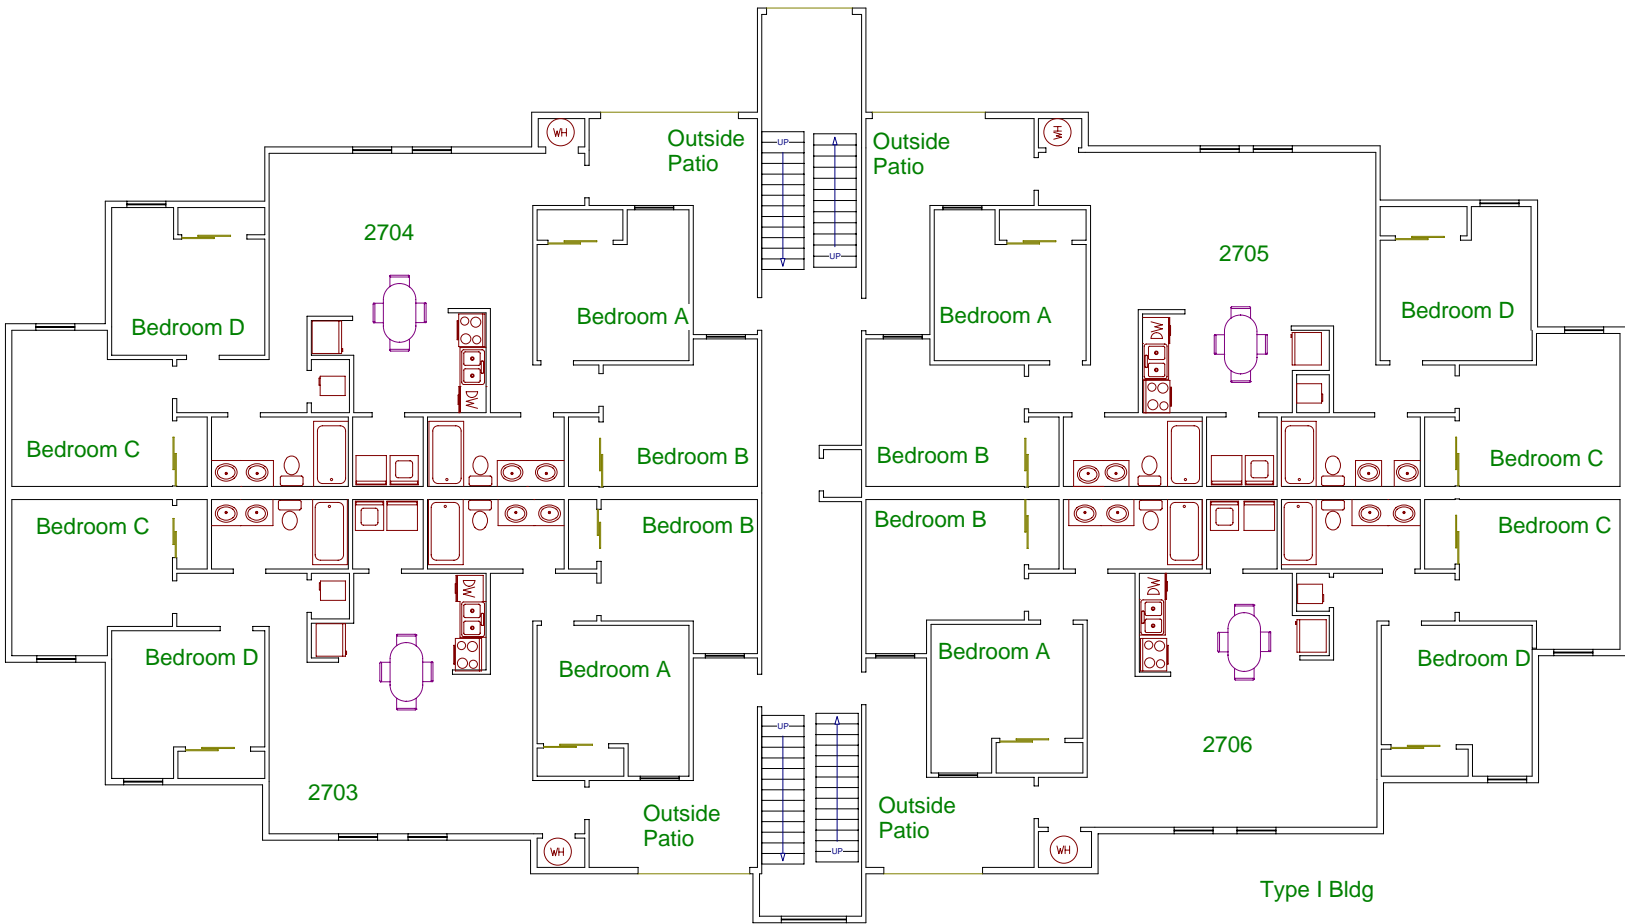 WH
Outside
Patio
UP
Outside
Patio
WH
2704
2705
UP
Bedroom D
Bedroom A
Bedroom A
Bedroom D
DW
DW
Bedroom C
Bedroom B
Bedroom B
Bedroom C
Bedroom C
Bedroom B
Bedroom B
Bedroom C
DW
DW
Bedroom D
Bedroom A
Bedroom A
Bedroom D
UP
2703
2706
Outside
Patio
Outside
Patio
WH
UP
WH
Type I Bldg